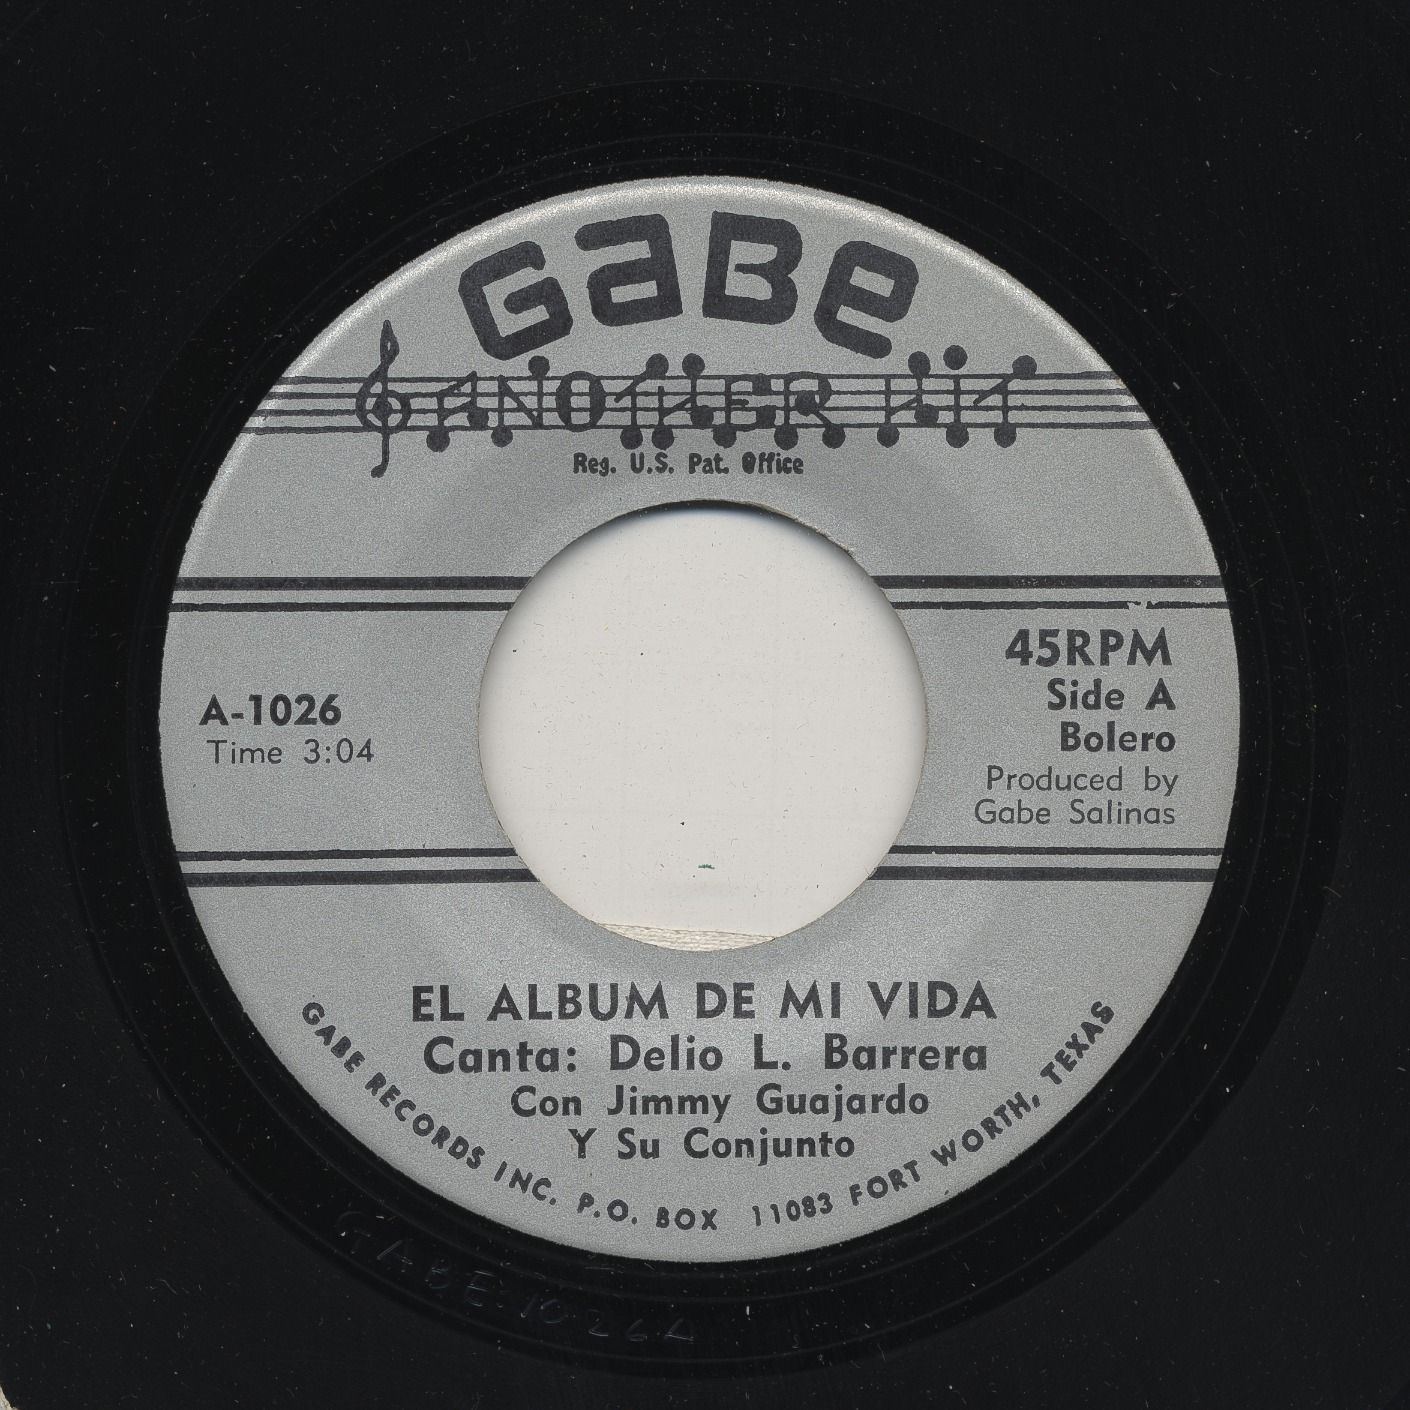 GaBe
ANOTHER HIT
Reg. U.S. Pat. Office
45RPM
Side A
Bolero
Produced by
Gabe Salinas
A-1026
Time 3:04
EL ALBUM DE MI VIDA
Canta: Delio L. Barrera
Con Jimmy Guajardo
Y Su Conjunto
GABE RECORDS INC. P.O. BOX 11083 FORT WORTH, TEXAS
GABE-1026A